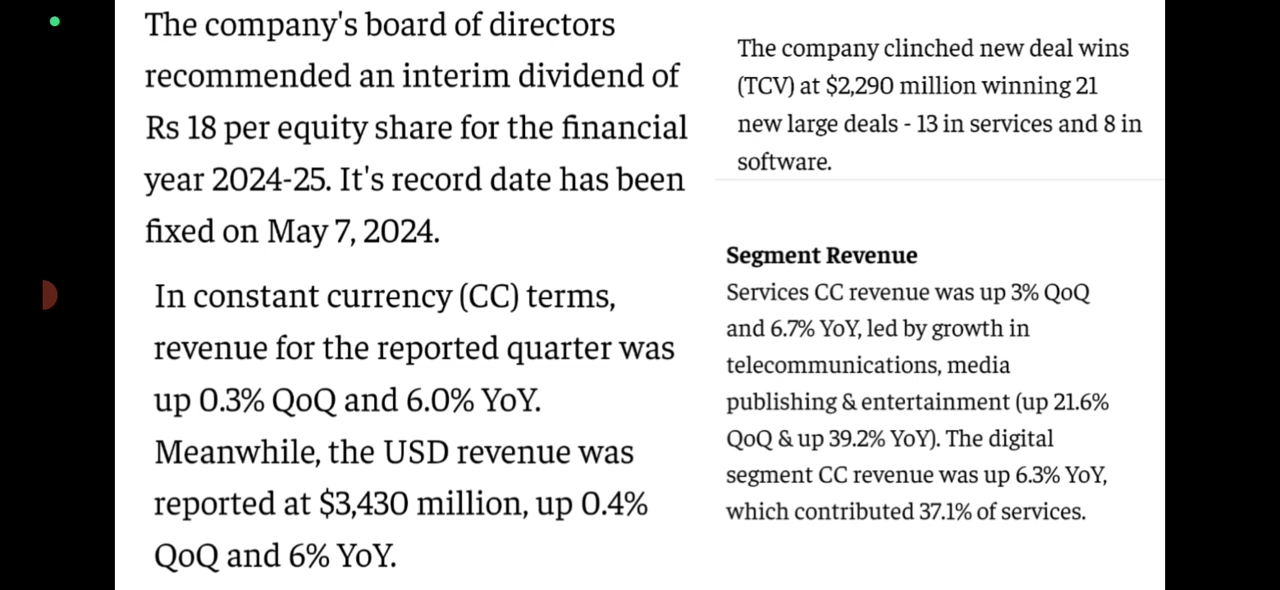 The company's board of directors
recommended an interim dividend of
Rs 18 per equity share for the financial
year 2024-25. It's record date has been
fixed on May 7, 2024.
In constant currency (CC) terms,
revenue for the reported quarter was
up 0.3% QoQ and 6.0% YoY.
Meanwhile, the USD revenue was
reported at $3,430 million, up 0.4%
QoQ and 6% YoY.
The company clinched new deal wins
(TCV) at $2,290 million winning 21
new large deals - 13 in services and 8 in
software.
Segment Revenue
Services CC revenue was up 3% QoQ
and 6.7% YoY, led by growth in
telecommunications, media
publishing & entertainment (up 21.6%
QoQ & up 39.2% YoY). The digital
segment CC revenue was up 6.3% YoY,
which contributed 37.1% of services.